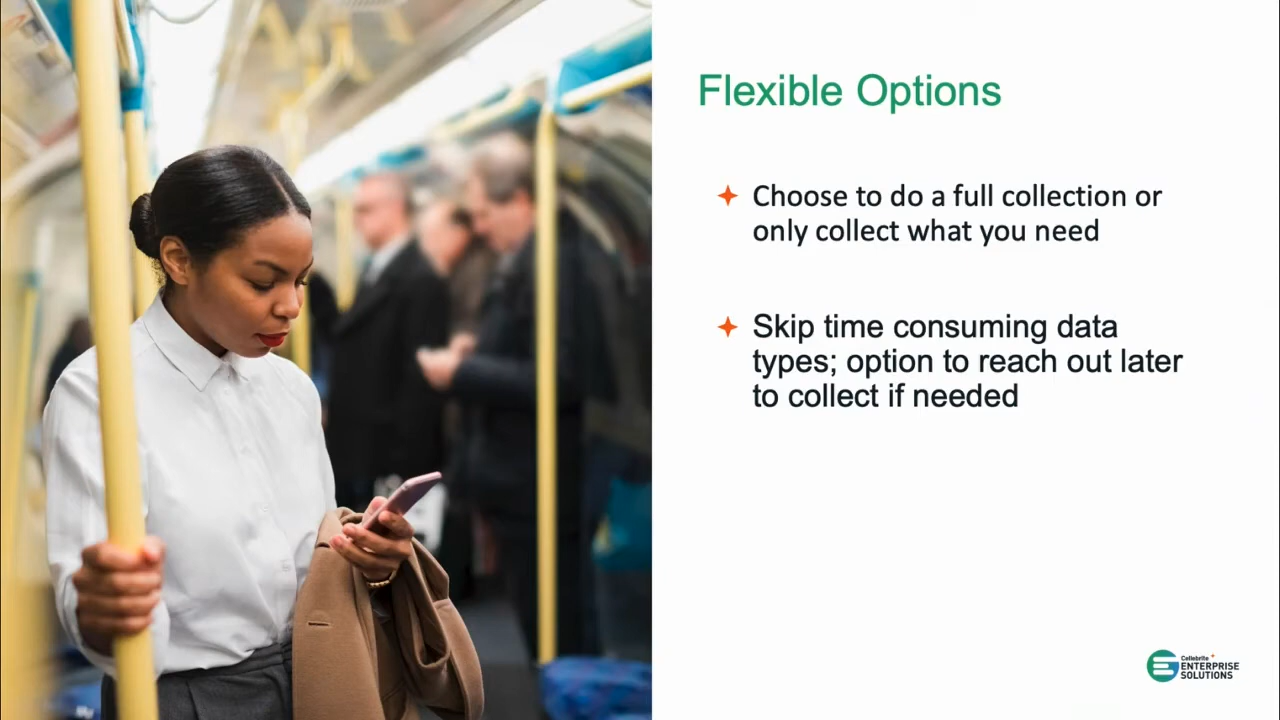 Flexible Options
Choose to do a full collection or
only collect what you need
Skip time consuming data
types; option to reach out later
to collect if needed
Cellebrite
ENTERPRISE
SOLUTIONS